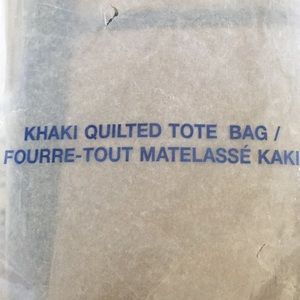 KHAKI QUILTED TOTE BAG /
FOURRE-TOUT MATELASSÉ KAKI